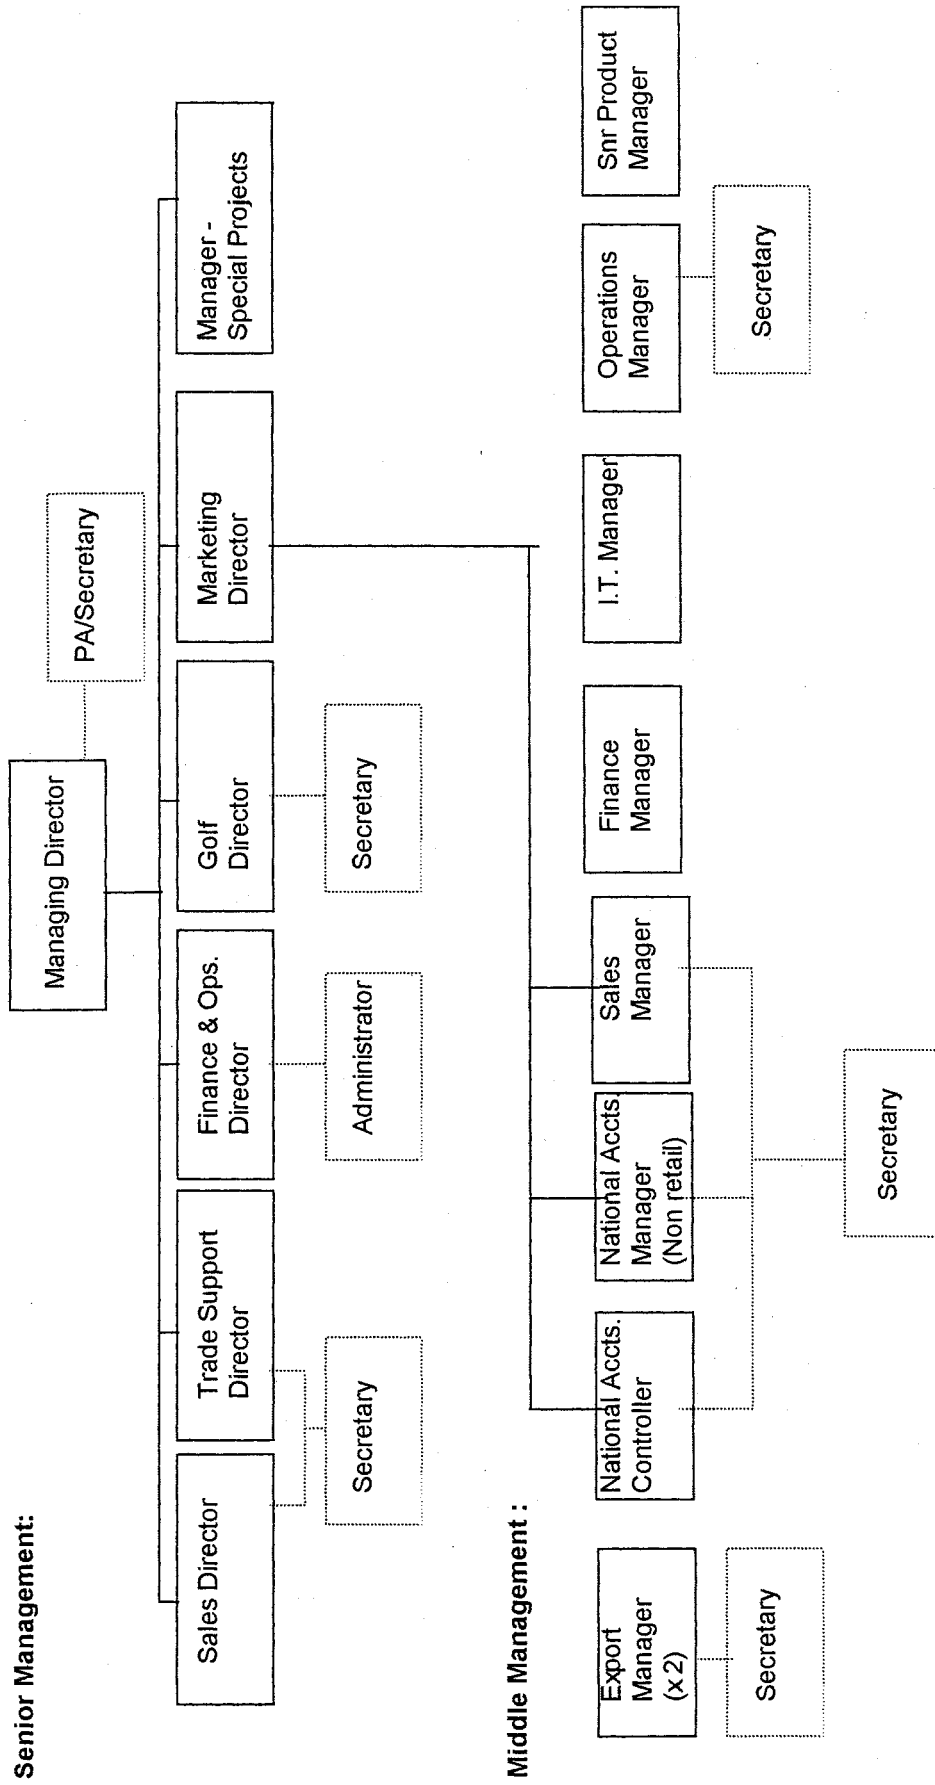 Senior Management:
Managing Director
PA/Secretary
Sales Director
Trade Support
Director
Finance & Ops.
Director
Golf
Director
Marketing
Director
Manager -
Special Projects
Secretary
Administrator
Secretary
Middle Management :
Export
Manager
(x 2)
National Accts.
Controller
National Accts.
Manager
(Non retail)
Sales
Manager
Finance
Manager
I.T. Manager
Operations
Manager
Snr Product
Manager
Secretary
Secretary
Secretary